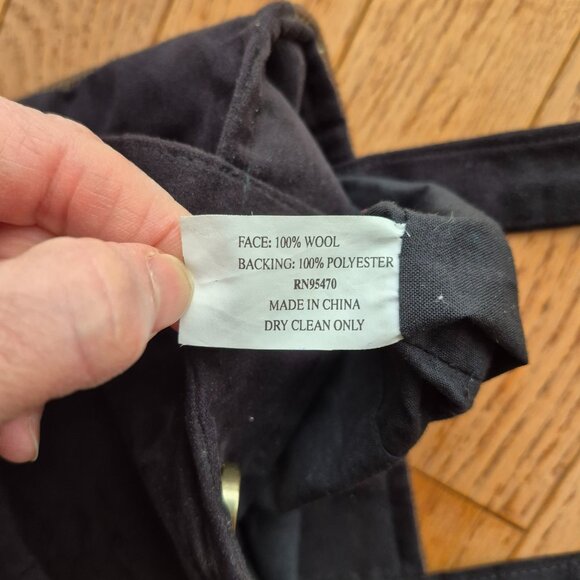 FACE: 100% WOOL
BACKING: 100% POLYESTER
RN95470
MADE IN CHINA
DRY CLEAN ONLY